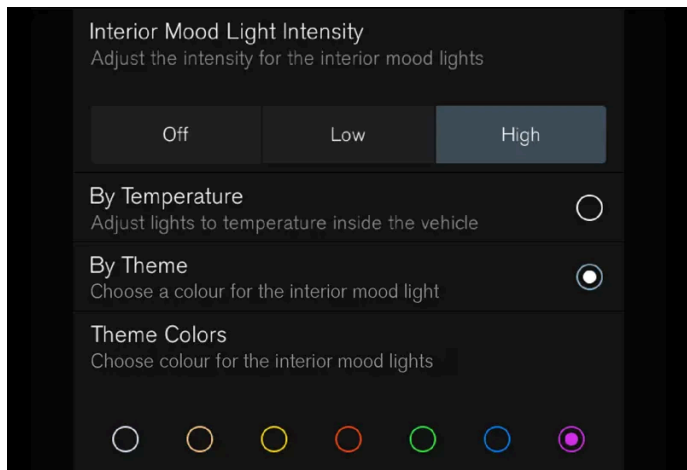 Interior Mood Light Intensity
Adjust the intensity for the interior mood lights
Off Low High
By Temperature
Adjust lights to temperature inside the vehicle
By Theme
Choose a colour for the interior mood light
Theme Colors
Choose colour for the interior mood lights